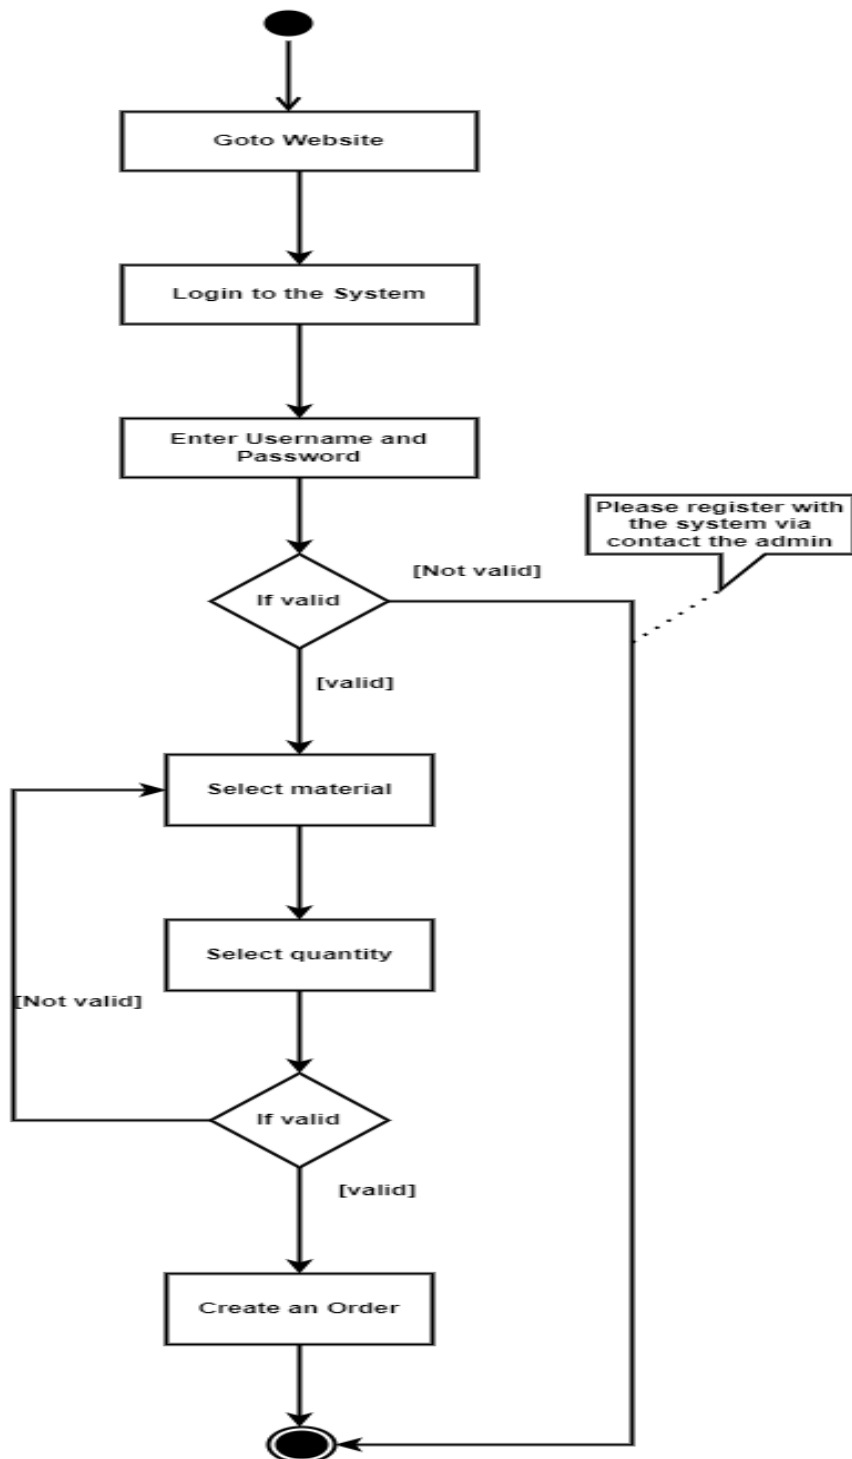 Goto Website
Login to the System
Enter Username and
Password
Please register with
the system via
contact the admin
[Not valid]
If valid
[valid]
Select material
Select quantity
[Not valid]
If valid
[valid]
Create an Order